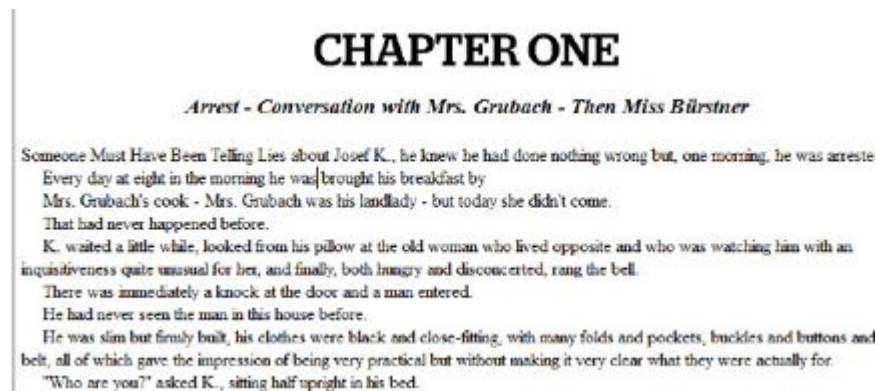 CHAPTER ONE
Arrest - Conversation with Mrs. Grubach - Then Miss Bürstner
Someone Must Have Been Telling Lies about Josef K., he knew he had done nothing wrong but, one morning, he was arreste
Every day at eight in the morning he was brought his breakfast by
Mrs. Grubach's cook - Mrs. Grubach was his landlady - but today she didn't come.
That had never happened before.
K. waited a little while, looked from his pillow at the old woman who lived opposite and who was watching him with an
inquisitiveness quite unusual for her, and finally, both hungry and disconcerted, rang the bell.
There was immediately a knock at the door and a man entered.
He had never seen the man in this house before.
He was slim but firmly built, his clothes were black and close-fitting, with many folds and pockets, buckles and buttons and
belt, all of which gave the impression of being very practical but without making it very clear what they were actually for.
"Who are you?" asked K., sitting half upright in his bed.